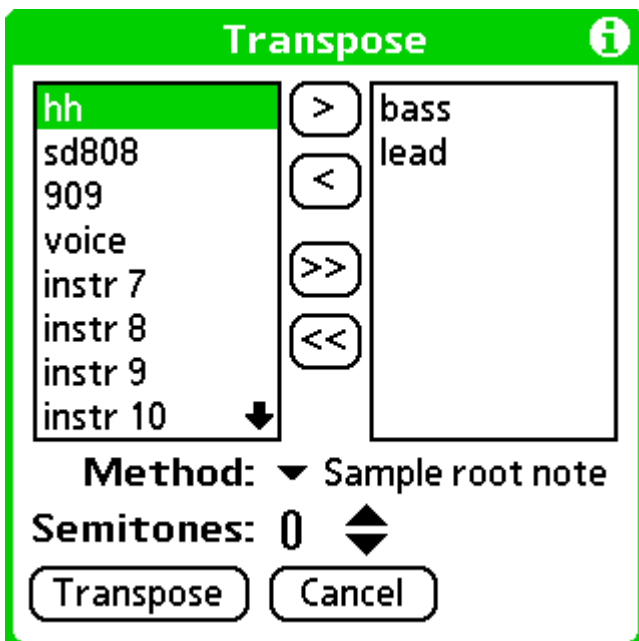 Transpose i
hh > bass
sd808 lead
<
909
voice
>>
instr 7
instr 8
<<
instr 9
instr 10
Method: Sample root note
Semitones: 0
Transpose Cancel